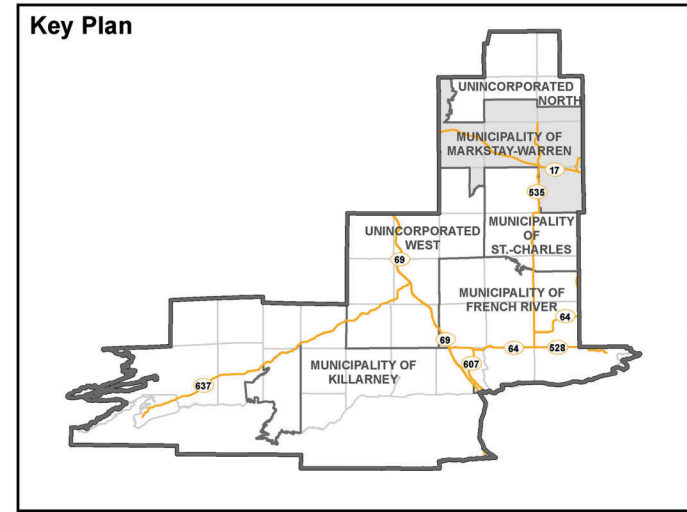 Key Plan
UNINCORPORATED
NORTH
MUNICIPALITY OF
MARKSTAY-WARREN
17
535
MUNICIPALITY
OF
ST.-CHARLES
UNINCORPORATED
WEST
69
MUNICIPALITY OF
FRENCH RIVER
64
69
64
528
607
MUNICIPALITY OF
KILLARNEY
637